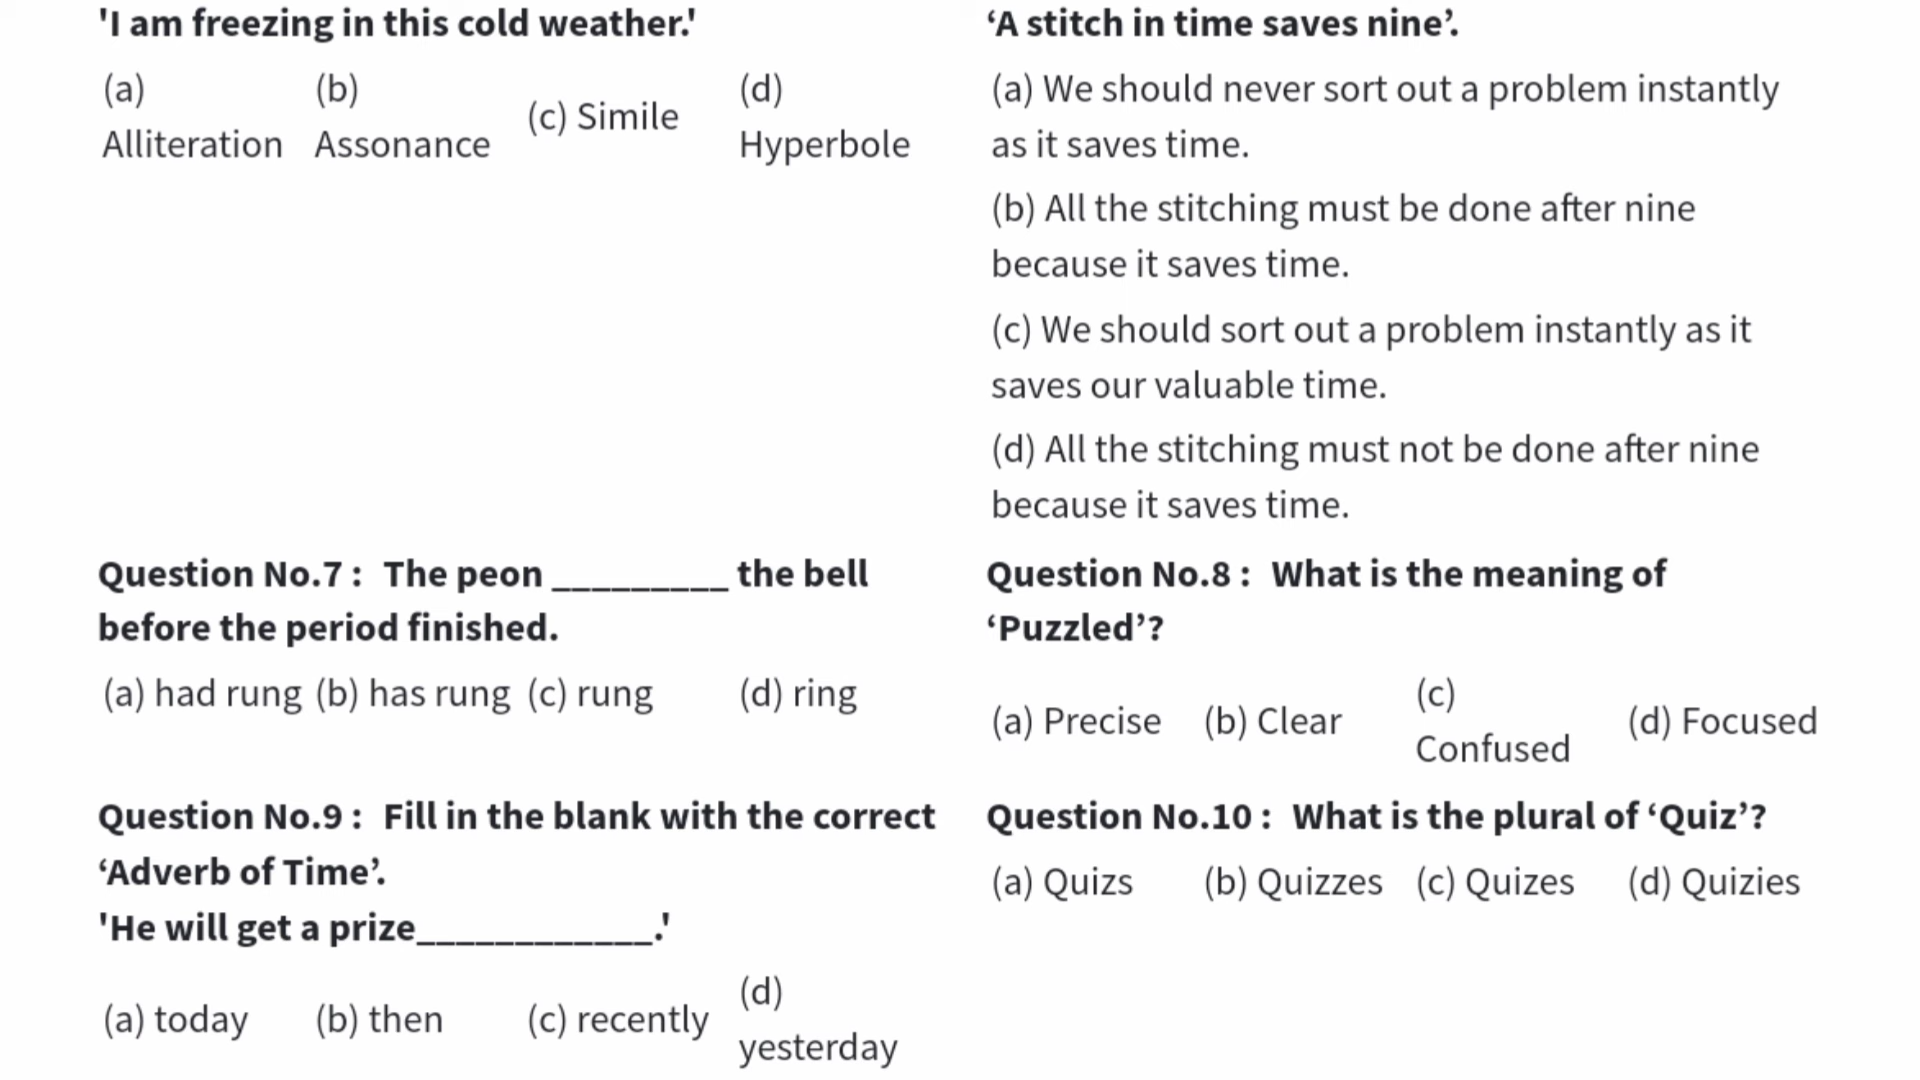 'I am freezing in this cold weather.'
(a)
Alliteration
(b)
Assonance
(c) Simile
(d)
Hyperbole
‘A stitch in time saves nine’.
(a) We should never sort out a problem instantly
as it saves time.
(b) All the stitching must be done after nine
because it saves time.
(c) We should sort out a problem instantly as it
saves our valuable time.
(d) All the stitching must not be done after nine
because it saves time.
Question No.7 : The peon _________ the bell
before the period finished.
(a) had rung (b) has rung (c) rung (d) ring
Question No.8 : What is the meaning of
‘Puzzled’?
(a) Precise (b) Clear
(c)
Confused
(d) Focused
Question No.9 : Fill in the blank with the correct
‘Adverb of Time’.
'He will get a prize____________.'
(a) today (b) then (c) recently
(d)
yesterday
Question No.10 : What is the plural of ‘Quiz’?
(a) Quizs (b) Quizzes (c) Quizes (d) Quizies